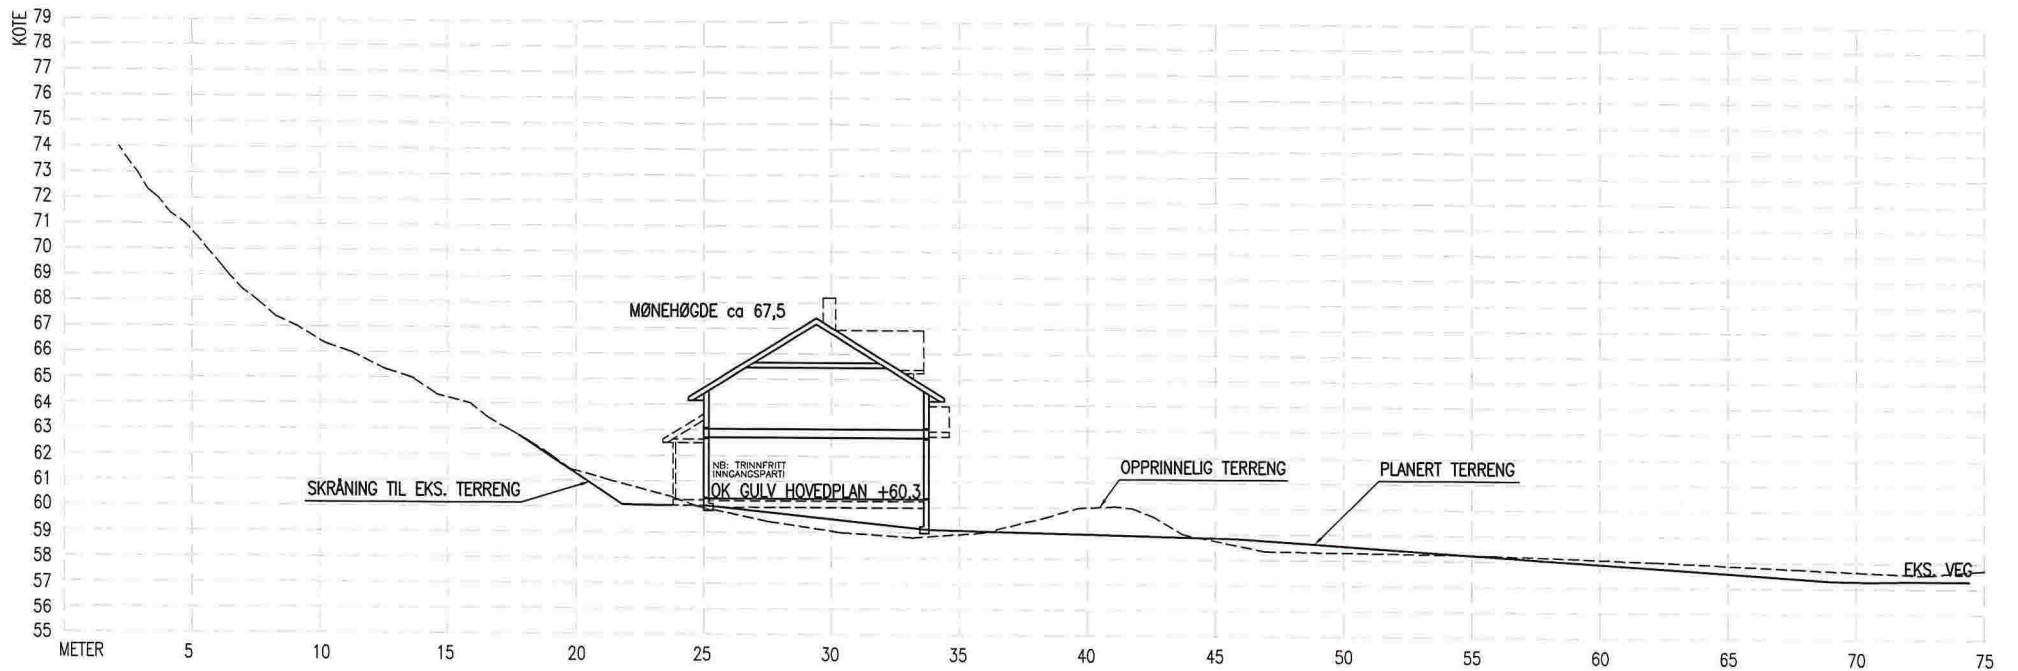 KOTE
79
78
77
76
75
74
73
72
71
70
69
68
67
66
65
64
63
62
61
60
59
58
57
56
55
MØNEHØGDE ca 67,5
NB: TRINNFRITT
INNGANGSPARTI
OK GULV HOVEDPLAN +60.3
SKRÅNING TIL EKS. TERRENG
OPPRINNELIG TERRENG
PLANERT TERRENG
EKS. VEG
METER 5 10 15 20 25 30 35 40 45 50 55 60 65 70 75